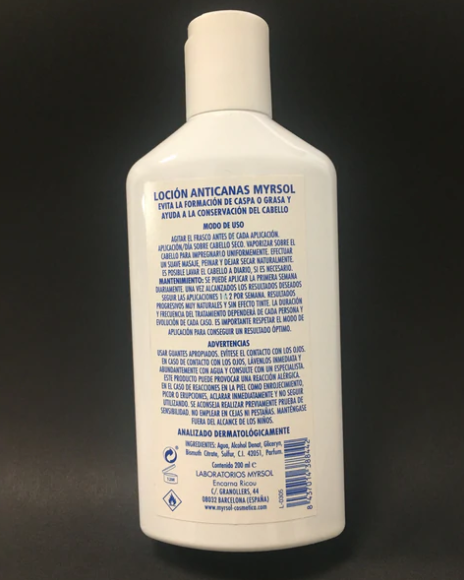 LOCIÓN ANTICANAS MYRSOL
EVITA LA FORMACIÓN DE CASPA O GRASA Y
AYUDA A LA CONSERVACIÓN DEL CABELLO
MODO DE USO
AGITAR EL FRASCO ANTES DE CADA APLICACIÓN.
APLICACIÓN/DÍA SOBRE CABELLO SECO. VAPORIZAR SOBRE EL
CABELLO PARA IMPREGNARLO UNIFORMEMENTE. EFECTUAR
UN SUAVE MASAJE, PEINAR Y DEJAR SECAR NATURALMENTE.
ES POSIBLE LAVAR EL CABELLO A DIARIO, SI ES NECESARIO.
MANTENIMIENTO: SE PUEDE APLICAR LA PRIMERA SEMANA
DIARIAMENTE. UNA VEZ ALCANZADOS LOS RESULTADOS DESEADOS
SEGUIR LAS APLICACIONES 1 Ó 2 POR SEMANA. RESULTADOS
PROGRESIVOS MUY NATURALES Y SIN EFECTO TINTE. LA DURACIÓN
Y FRECUENCIA DEL TRATAMIENTO DEPENDERÁ DE CADA PERSONA Y
EVOLUCIÓN DE CADA CASO. ES IMPORTANTE RESPETAR EL MODO DE
APLICACIÓN PARA CONSEGUIR UN RESULTADO ÓPTIMO.
ADVERTENCIAS
USAR GUANTES APROPIADOS. EVÍTESE EL CONTACTO CON LOS OJOS.
EN CASO DE CONTACTO CON LOS OJOS, LÁVENLOS INMEDIATA Y
ABUNDANTEMENTE CON AGUA Y CONSULTE CON UN ESPECIALISTA.
ESTE PRODUCTO PUEDE PROVOCAR UNA REACCIÓN ALÉRGICA.
EN EL CASO DE REACCIONES EN LA PIEL COMO ENROJECIMIENTO,
PICOR O ERUPCIONES, ACLARAR INMEDIATAMENTE Y NO SEGUIR
UTILIZANDO. SE ACONSEJA REALIZAR PREVIAMENTE PRUEBA DE
SENSIBILIDAD. NO EMPLEAR EN CEJAS NI PESTAÑAS. MANTÉNGASE
FUERA DEL ALCANCE DE LOS NIÑOS.
ANALIZADO DERMATOLÓGICAMENTE
INGREDIENTES: Aqua, Alcohol Denat, Gliceryn,
Bismuth Citrate, Sulfur, C.I. 42051, Parfum.
Contenido 200 ml ℮
LABORATORIOS MYRSOL
Encarna Ricou
C/. GRANOLLERS, 44
08032 BARCELONA (ESPAÑA)
www.myrsol-cosmetica.com
12M